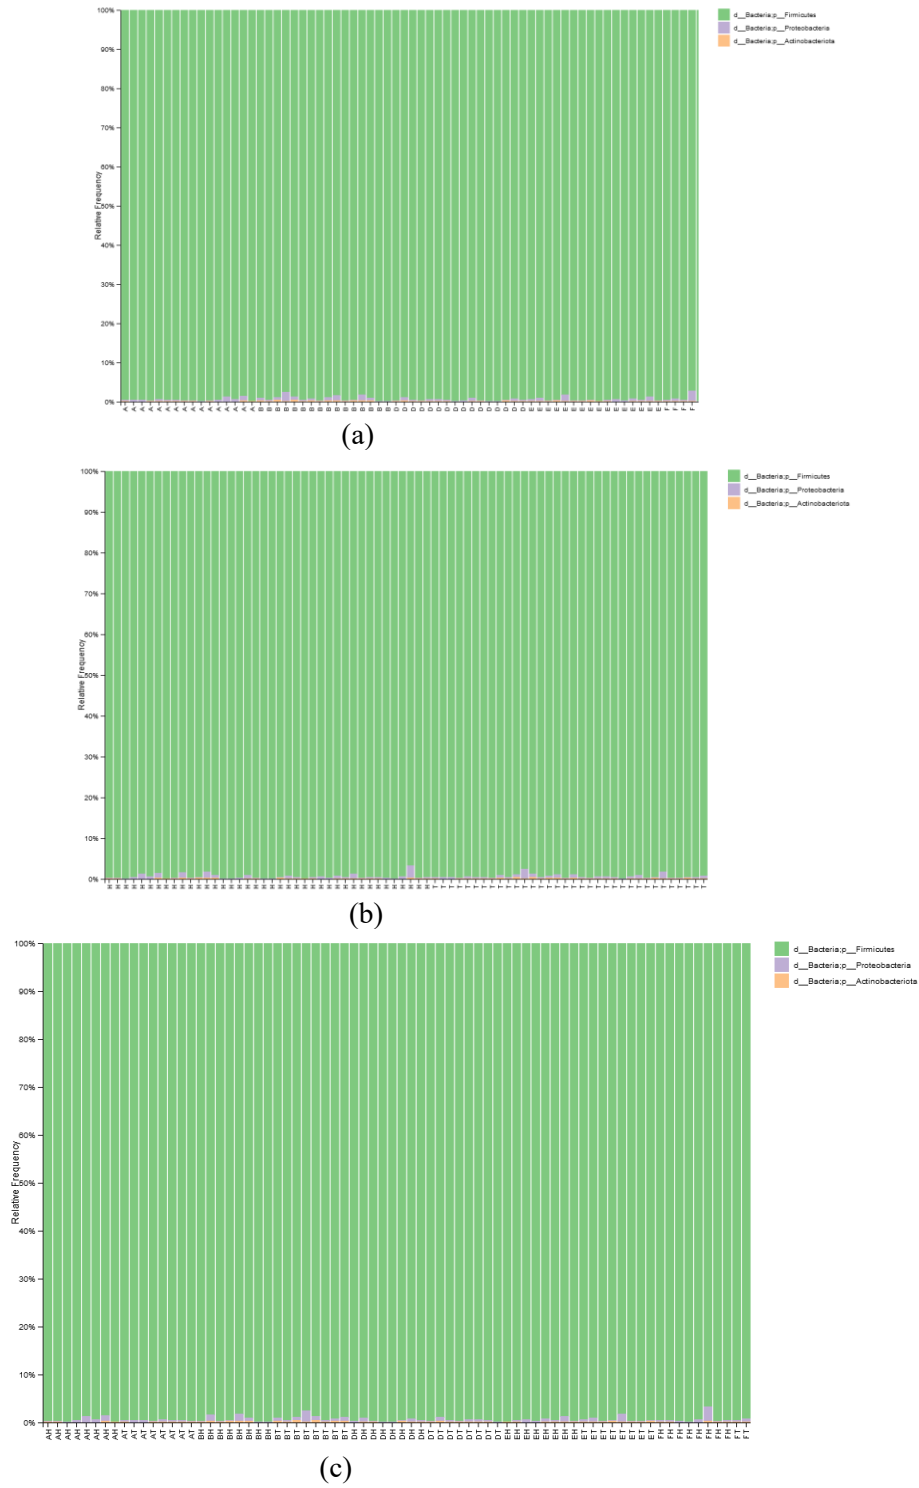 100%
90%
80%
70%
60%
50%
40%
30%
20%
10%
0%
Relative Frequency
d__Bacteria;p__Firmicutes
d__Bacteria;p__Proteobacteria
d__Bacteria;p__Actinobacteriota
A A A A A A A A A A A A A A A A B B B B B B B B B B B B B B B B D D D D D D D D D D D D D D D D E E E E E E E E E E E E E E E E F F F F
(a)
100%
90%
80%
70%
60%
50%
40%
30%
20%
10%
0%
Relative Frequency
d__Bacteria;p__Firmicutes
d__Bacteria;p__Proteobacteria
d__Bacteria;p__Actinobacteriota
H H H H H H H H H H H H H H H H H H H H H H H H H H H H H H H H H H H H H H H H T T T T T T T T T T T T T T T T T T T T T T T T T T T T T T T T T T
(b)
100%
90%
80%
70%
60%
50%
40%
30%
20%
10%
0%
Relative Frequency
d__Bacteria;p__Firmicutes
d__Bacteria;p__Proteobacteria
d__Bacteria;p__Actinobacteriota
AH AH AH AH AH AH AH AH AT AT AT AT AT AT AT AT BH BH BH BH BH BH BH BH BT BT BT BT BT BT BT BT DH DH DH DH DH DH DH DH DT DT DT DT DT DT DT DT EH EH EH EH EH EH EH EH ET ET ET ET ET ET ET ET FH FH FH FH FH FH FH FH FT FT
(c)